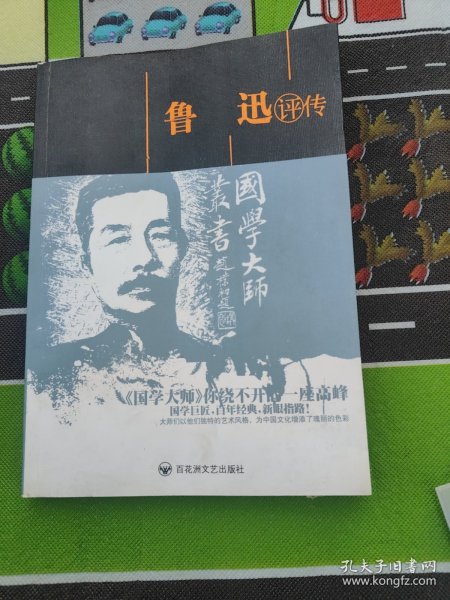 鲁迅评传
國學大師
叢書
《国学大师》你绕不开的一座高峰
国学巨匠，百年经典，新眼指路！
大师们以他们独特的艺术风格，为中国文化增添了瑰丽的色彩
百花洲文艺出版社
孔夫子旧书网
www.kongfz.com